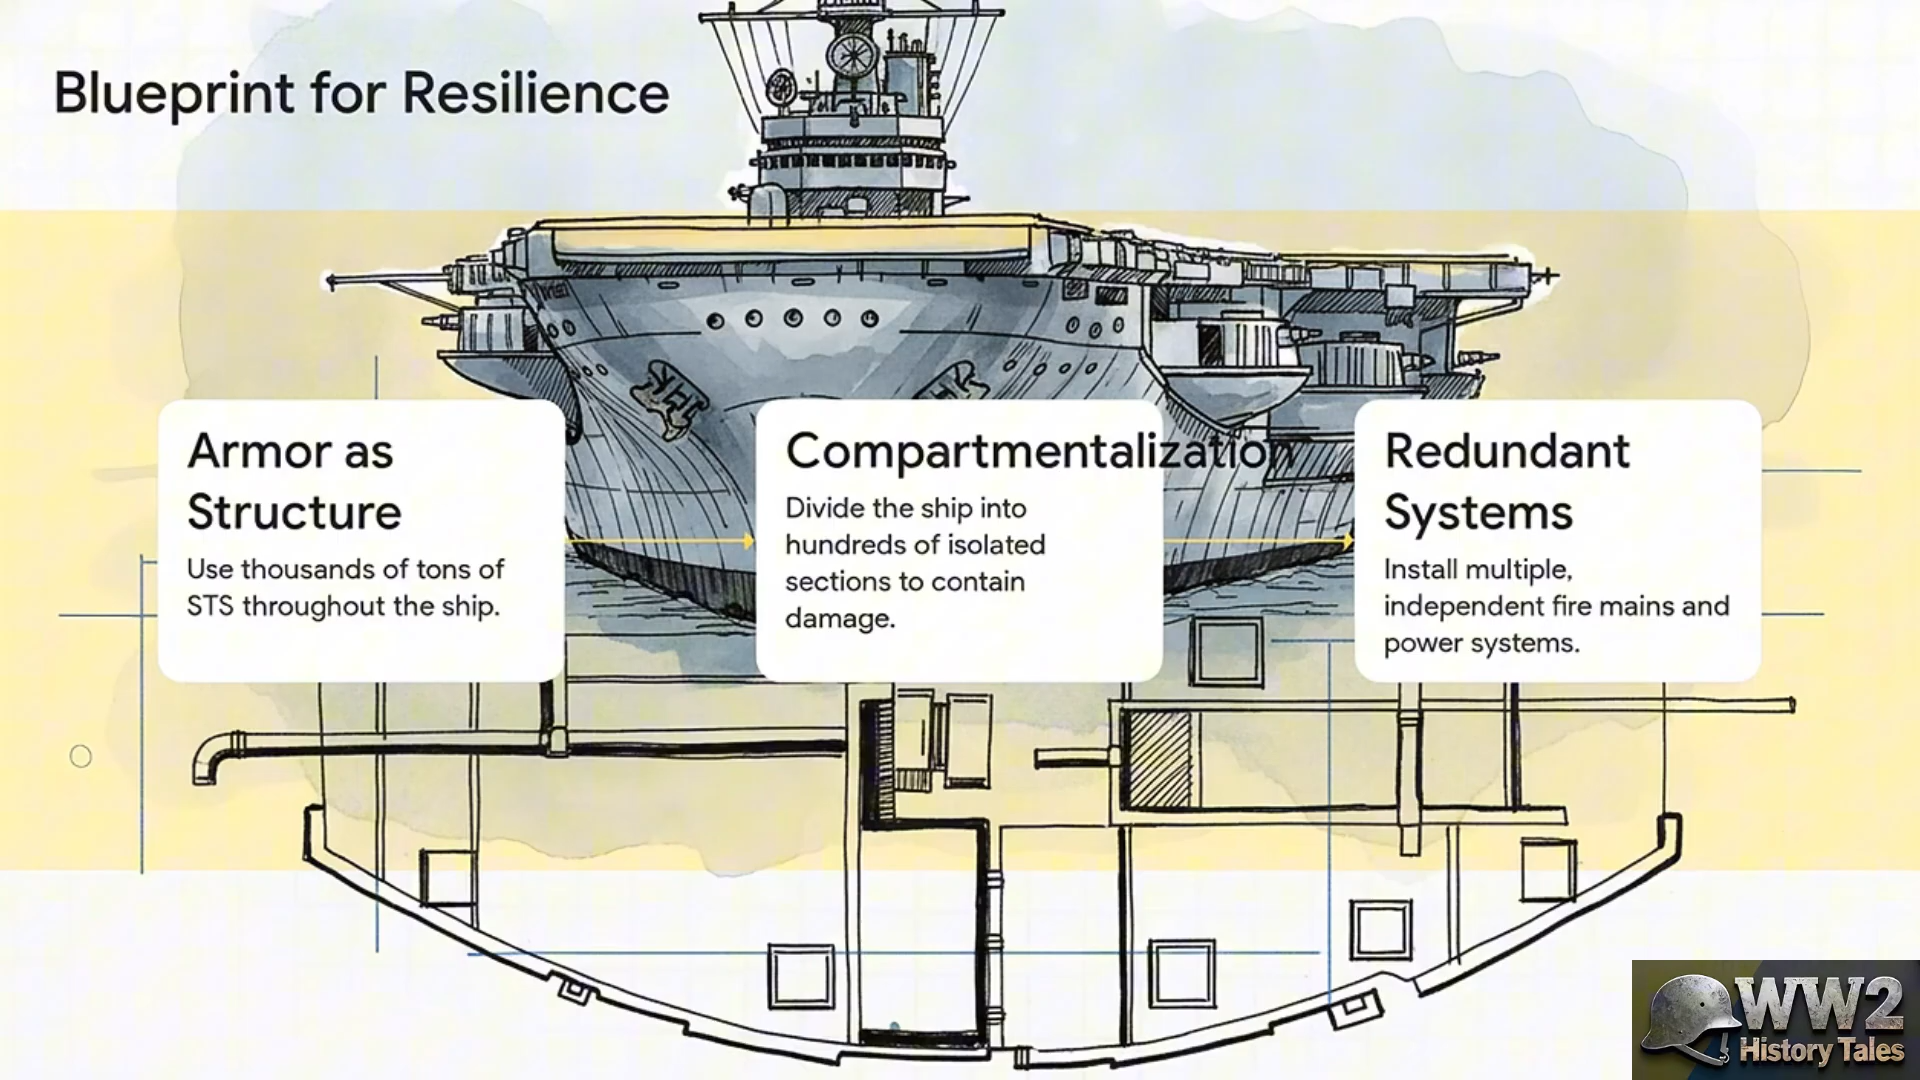 Blueprint for Resilience
Armor as
Structure
Use thousands of tons of
STS throughout the ship.
Compartmentalization
Divide the ship into
hundreds of isolated
sections to contain
damage.
Redundant
Systems
Install multiple,
independent fire mains and
power systems.
WW2
History Tales